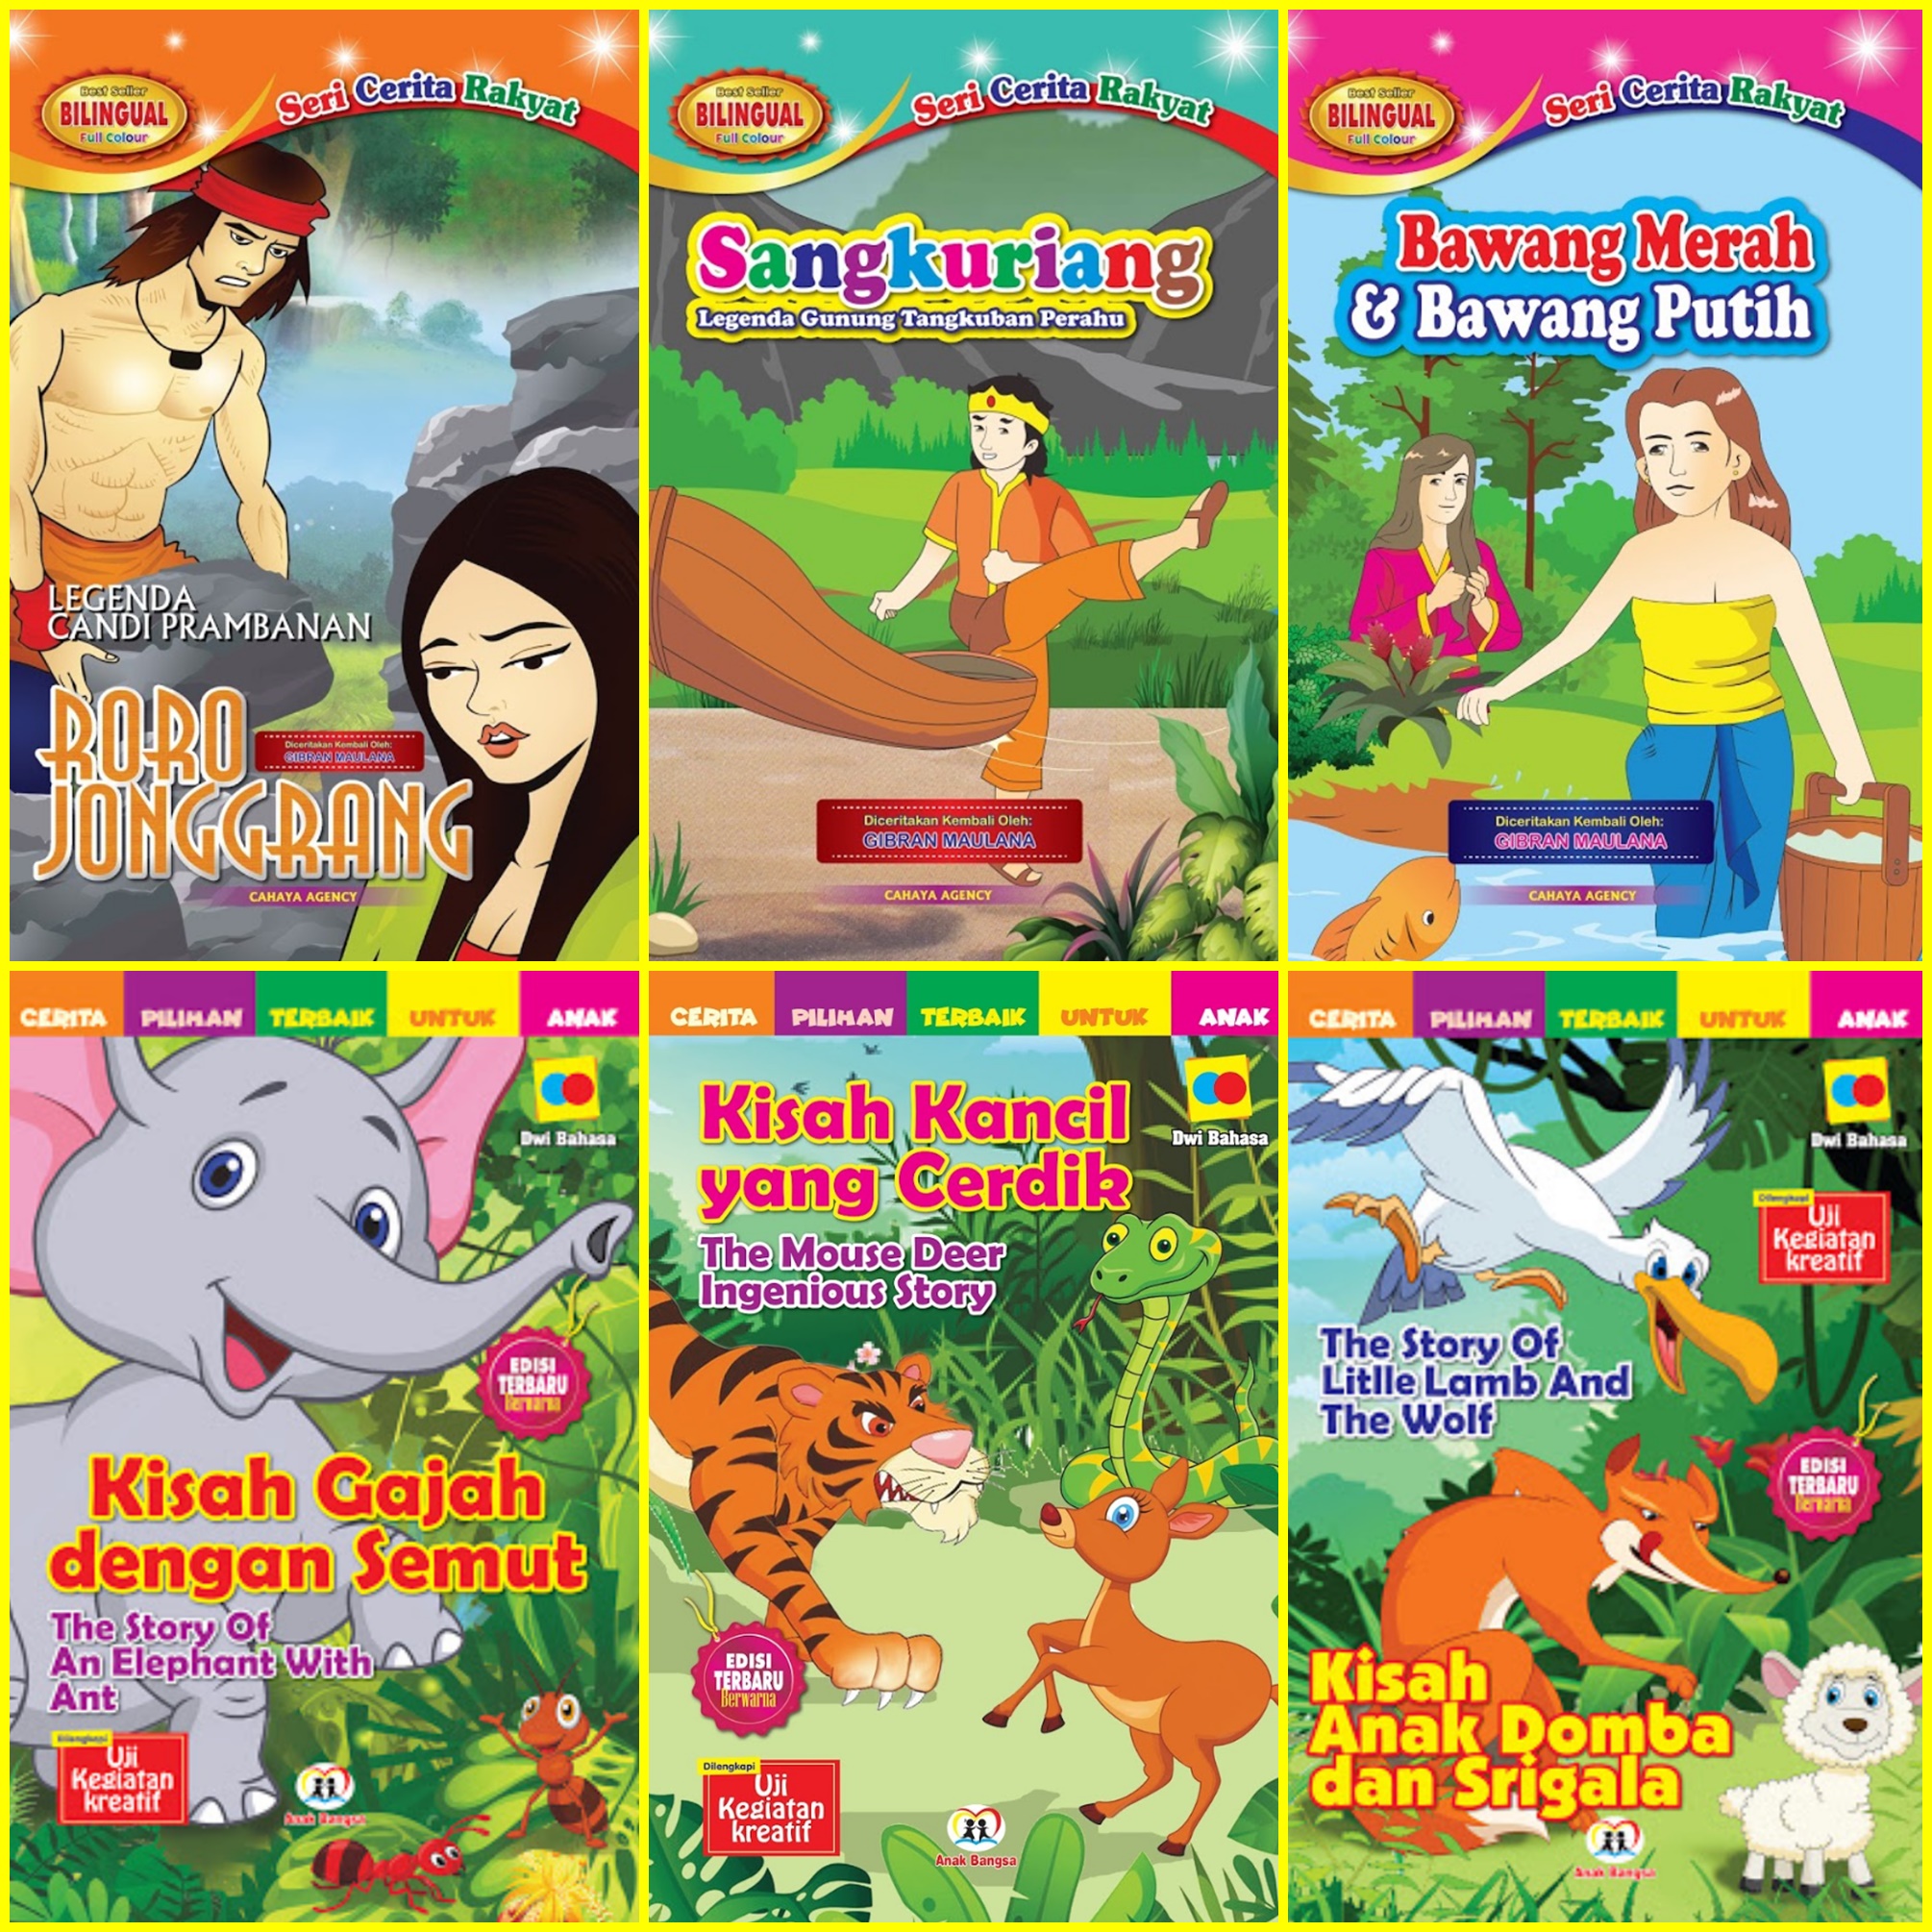 Best Seller
BILINGUAL
Full Colour
Seri Cerita Rakyat
LEGENDA
CANDI PRAMBANAN
RORO
JONGGRANG
Diceritakan Kembali Oleh:
GIBRAN MAULANA
CAHAYA AGENCY
Best Seller
BILINGUAL
Full Colour
Seri Cerita Rakyat
Sangkuriang
Legenda Gunung Tangkuban Perahu
Diceritakan Kembali Oleh:
GIBRAN MAULANA
CAHAYA AGENCY
Best Seller
BILINGUAL
Full Colour
Seri Cerita Rakyat
Bawang Merah
& Bawang Putih
Diceritakan Kembali Oleh:
GIBRAN MAULANA
CAHAYA AGENCY
CERITA PILIHAN TERBAIK UNTUK ANAK
Dwi Bahasa
EDISI
TERBARU
Berwarna
Kisah Gajah
dengan Semut
The Story Of
An Elephant With
Ant
Dilengkapi
Uji
Kegiatan
kreatif
Anak Bangsa
CERITA PILIHAN TERBAIK UNTUK ANAK
Kisah Kancil
yang Cerdik
Dwi Bahasa
The Mouse Deer
Ingenious Story
EDISI
TERBARU
Berwarna
Dilengkapi
Uji
Kegiatan
kreatif
Anak Bangsa
CERITA PILIHAN TERBAIK UNTUK ANAK
Dwi Bahasa
Dilengkapi
Uji
Kegiatan
kreatif
The Story Of
Litlle Lamb And
The Wolf
EDISI
TERBARU
Berwarna
Kisah
Anak Domba
dan Srigala
Anak Bangsa